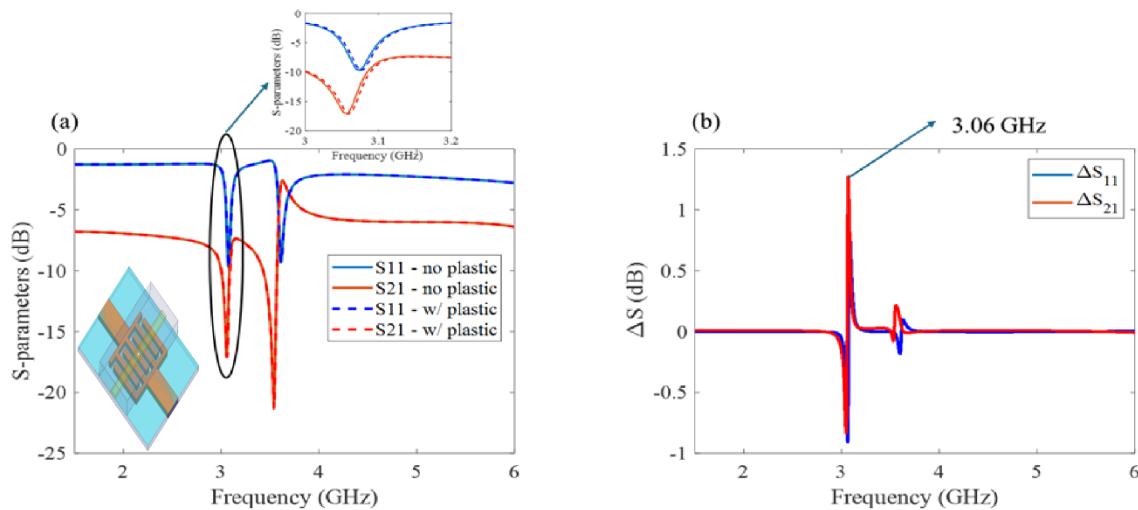 0
-5
-10
-15
-20
S-parameters (dB)
3
3.1
3.2
Frequency (GHz)
(a)
0
-5
-10
-15
-20
-25
S-parameters (dB)
2
3
4
5
6
Frequency (GHz)
S11 - no plastic
S21 - no plastic
S11 - w/ plastic
S21 - w/ plastic
(b)
3.06 GHz
1.5
1
0.5
0
-0.5
-1
ΔS (dB)
2
3
4
5
6
Frequency (GHz)
ΔS11
ΔS21